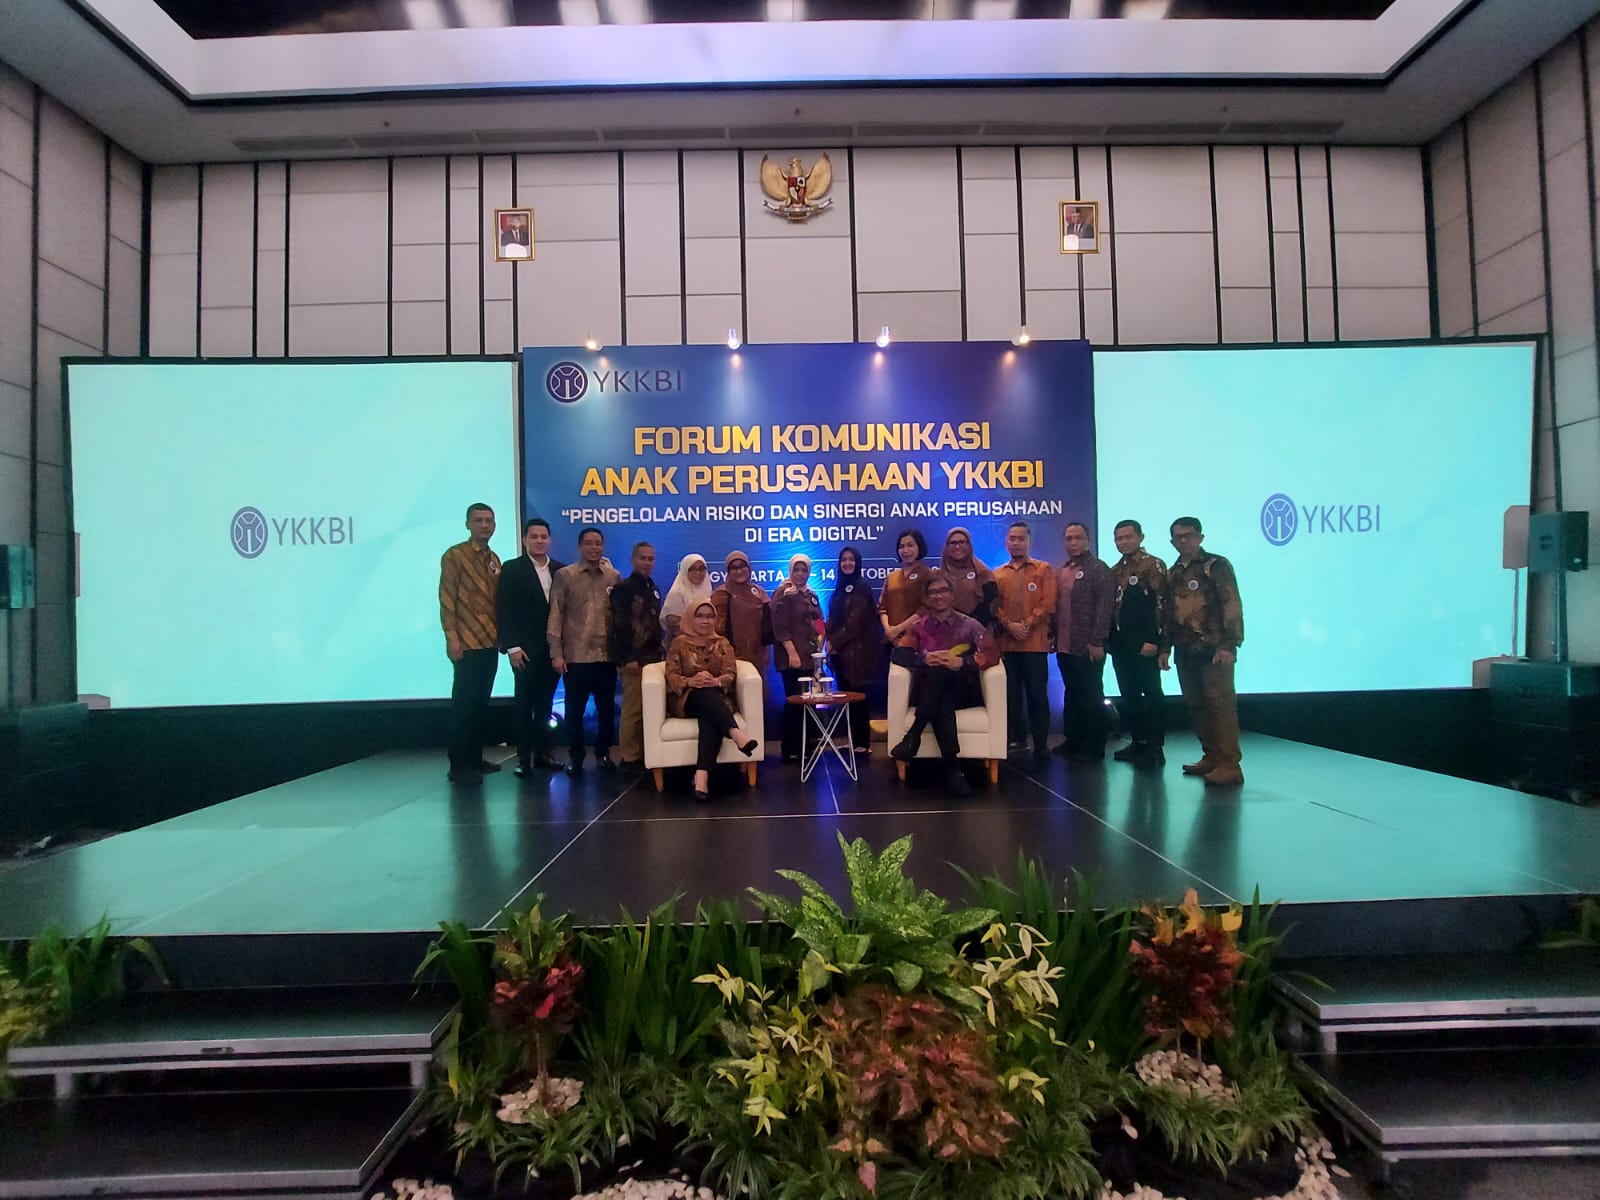 YKKBI
FORUM KOMUNIKASI
ANAK PERUSAHAAN YKKBI
“PENGELOLAAN RISIKO DAN SINERGI ANAK PERUSAHAAN
DI ERA DIGITAL”
14
YKKBI
YKKBI